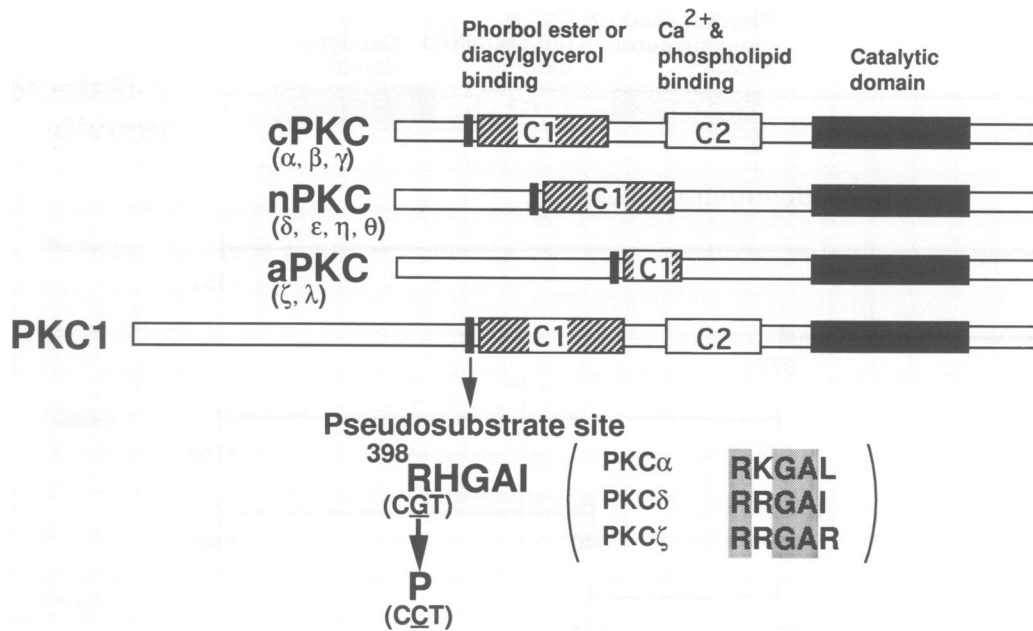 Phorbol ester or
diacylglycerol
binding
Ca2+&
phospholipid
binding
Catalytic
domain
cPKC
(α, β, γ)
C1
C2
nPKC
(δ, ε, η, θ)
C1
aPKC
(ζ, λ)
C1
PKC1
C1
C2
Pseudosubstrate site
398
RHGAI
(CGT)
P
(CCT)
PKCα RKGAL
PKCδ RRGAI
PKCζ RRGAR